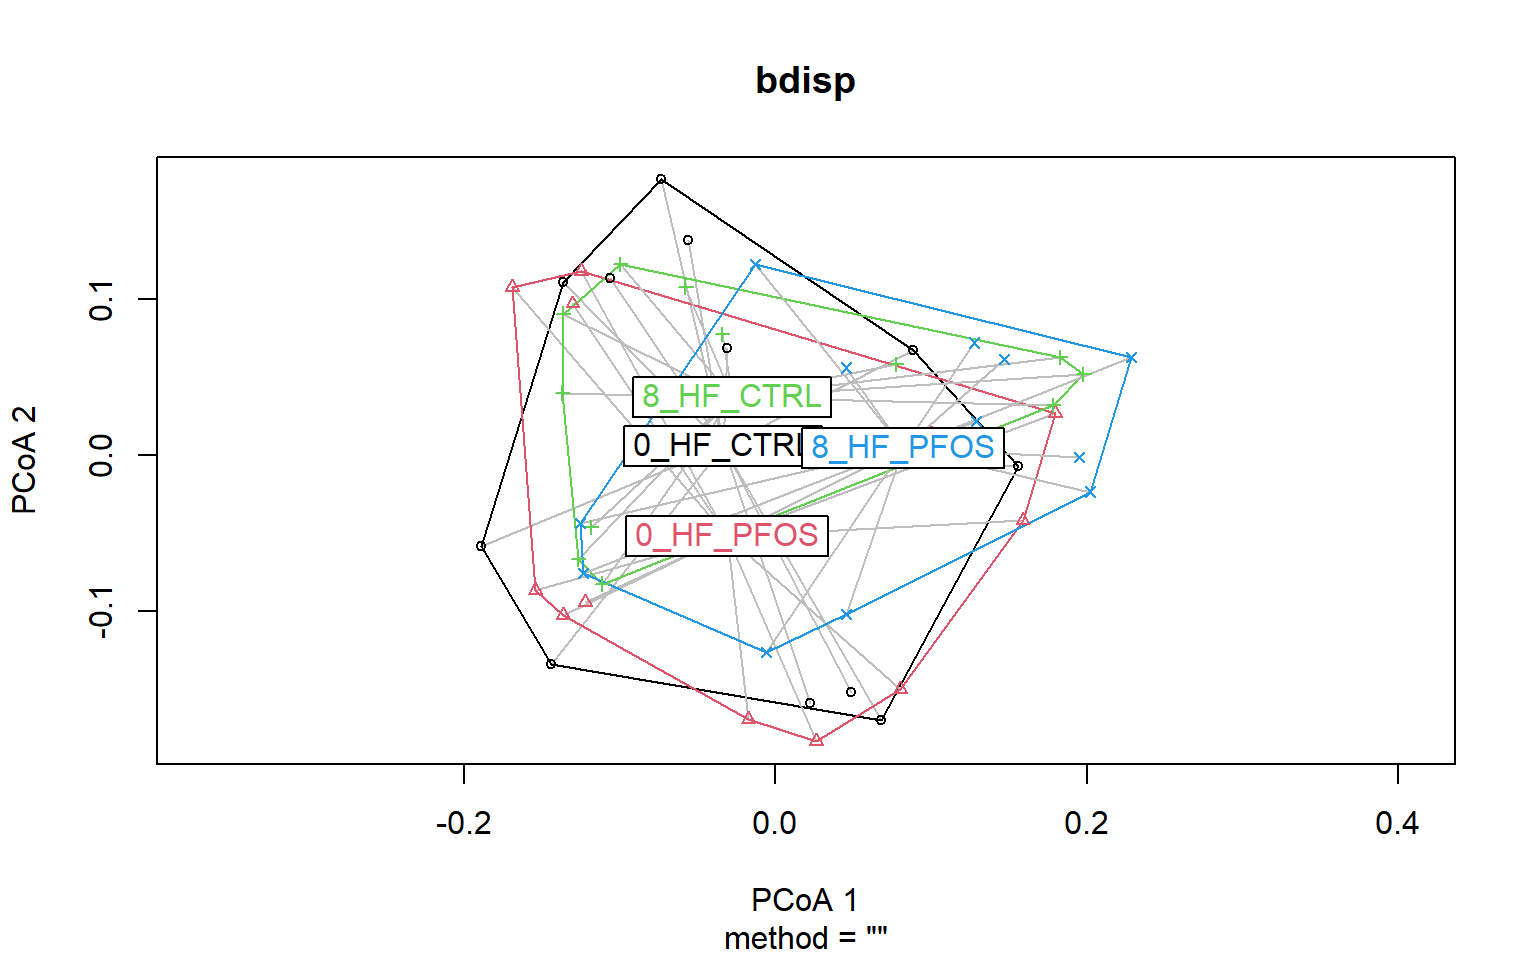 bdisp
PCoA 2
0.1
0.0
-0.1
8_HF_CTRL
0_HF_CTRL
8_HF_PFOS
0_HF_PFOS
-0.2
0.0
0.2
0.4
PCoA 1
method = ""